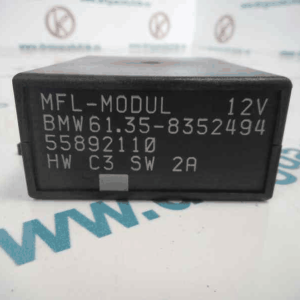 MFL-MODUL 12V
BMW61.35-8352494
55892110
HW C3 SW 2A